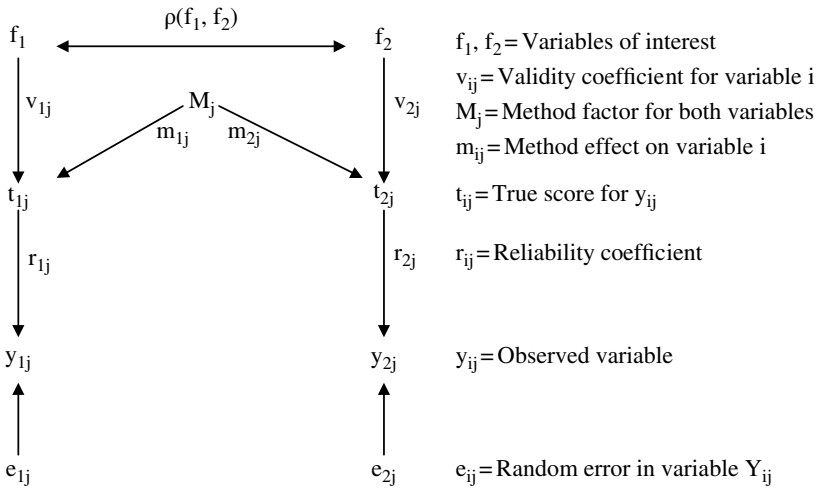 ρ(f₁, f₂)
f₁ f₂ f₁, f₂=Variables of interest
vᵢⱼ=Validity coefficient for variable i
v₁ⱼ Mⱼ v₂ⱼ Mⱼ=Method factor for both variables
m₁ⱼ m₂ⱼ mᵢⱼ=Method effect on variable i
t₁ⱼ t₂ⱼ tᵢⱼ=True score for yᵢⱼ
r₁ⱼ r₂ⱼ rᵢⱼ=Reliability coefficient
y₁ⱼ y₂ⱼ yᵢⱼ=Observed variable
e₁ⱼ e₂ⱼ eᵢⱼ=Random error in variable Yᵢⱼ